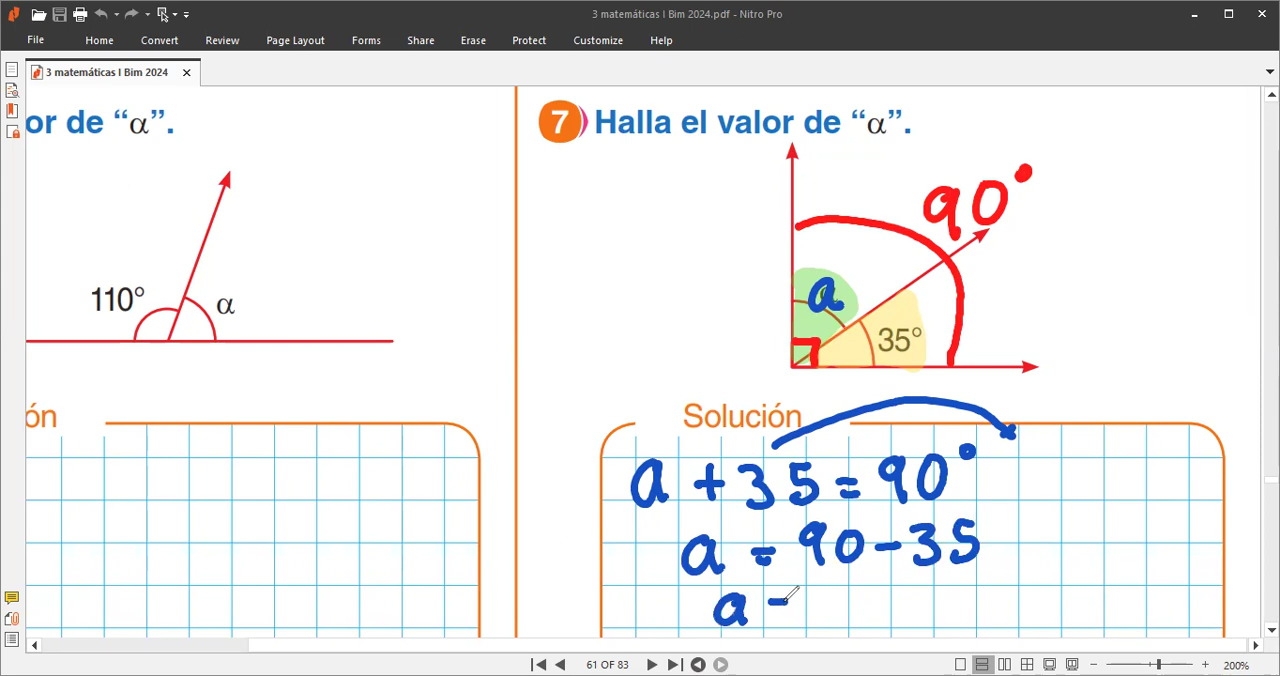 3 matemáticas I Bim 2024.pdf - Nitro Pro
File Home Convert Review Page Layout Forms Share Erase Protect Customize Help
3 matemáticas I Bim 2024
or de “α”.
110° α
ón
7 Halla el valor de “α”.
90°
a
35°
Solución
a + 35 = 90°
a = 90 - 35
a -
61 OF 83
200%